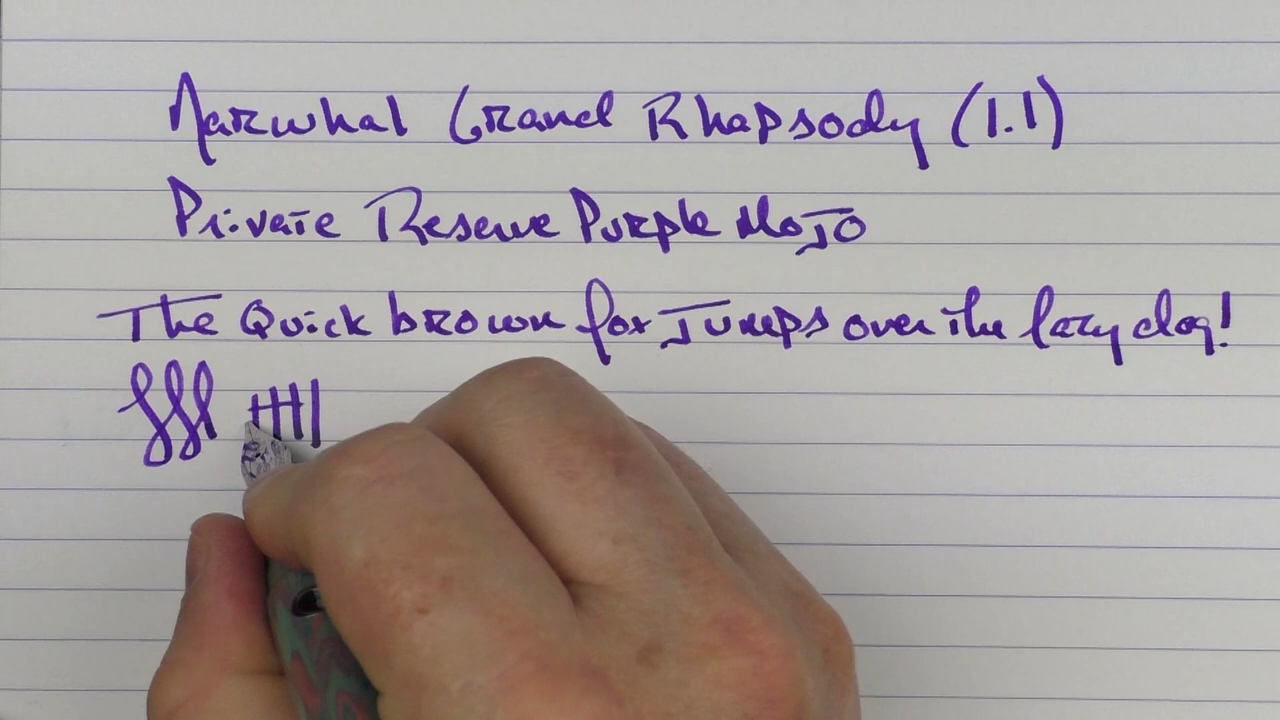 Narwhal Grand Rhapsody (1.1)
Private Reserve Purple Mojo
The Quick brown fox Jumps over the lazy dog!